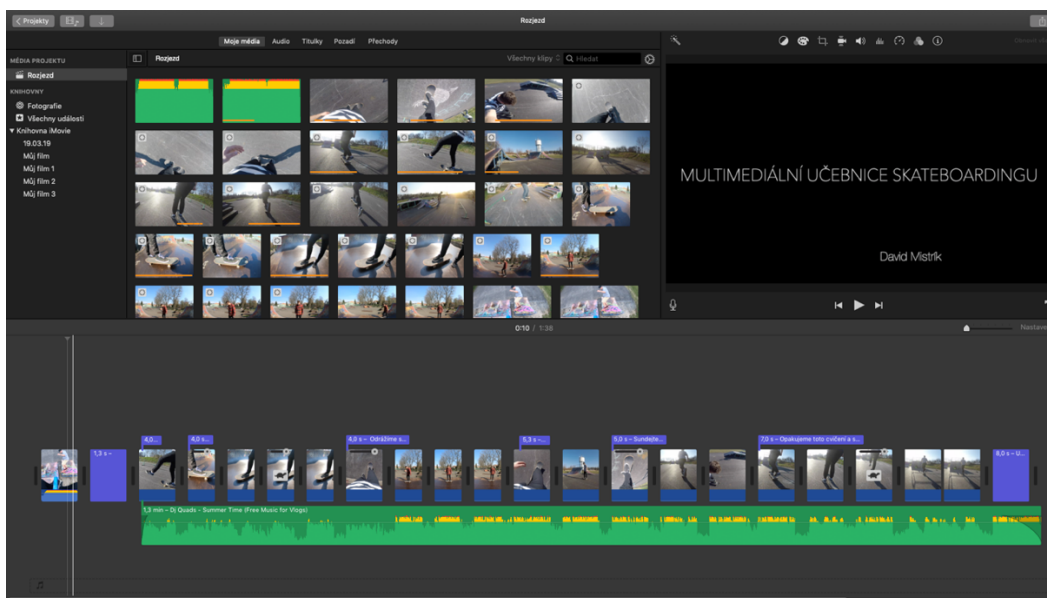 Projekty
Rozjezd
Moje média Audio Titulky Pozadí Přechody
MÉDIA PROJEKTU
Rozjezd
Všechny klipy
Hledat
Rozjezd
KNIHOVNY
Fotografie
Všechny události
Knihovna iMovie
19.03.19
Můj film
Můj film 1
Můj film 2
Můj film 3
MULTIMEDIÁLNÍ UČEBNICE SKATEBOARDINGU
David Mistrík
0:10 / 1:36
Nastave
4,0...
4,0 s...
4,0 s – Odrážíme s...
5,3 s –...
5,0 s – Sundejte...
7,0 s – Opakujeme toto cvičení a s...
1,3 s –
6,0 s – U...
1,3 min – Dj Quads - Summer Time (Free Music for Vlogs)